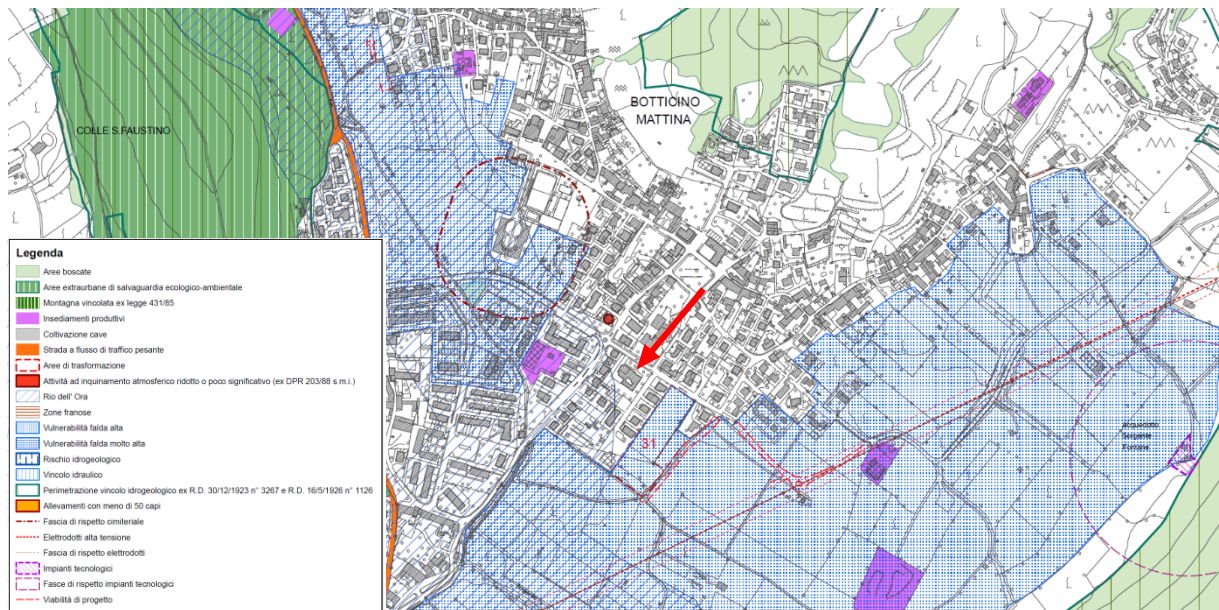 BOTTICINO
MATTINA
COLLE S.FAUSTINO
Legenda
Aree boscate
Aree extraurbane di salvaguardia ecologico-ambientale
Montagna vincolata ex legge 431/85
Insediamenti produttivi
Coltivazione cave
Strada a flusso di traffico pesante
Aree di trasformazione
Attività ad inquinamento atmosferico ridotto o poco significativo (ex DPR 203/88 s.m.i.)
Rio dell' Ora
Zone franose
Vulnerabilità falda alta
Vulnerabilità falda molto alta
Rischio idrogeologico
Vincolo idraulico
Perimetrazione vincolo idrogeologico ex R.D. 30/12/1923 n° 3267 e R.D. 16/5/1926 n° 1126
Allevamenti con meno di 50 capi
Fascia di rispetto cimiteriale
Elettrodotti alta tensione
Fascia di rispetto elettrodotti
Impianti tecnologici
Fasce di rispetto impianti tecnologici
Viabilità di progetto
31
Acquedotto
Sorgente
Fontane